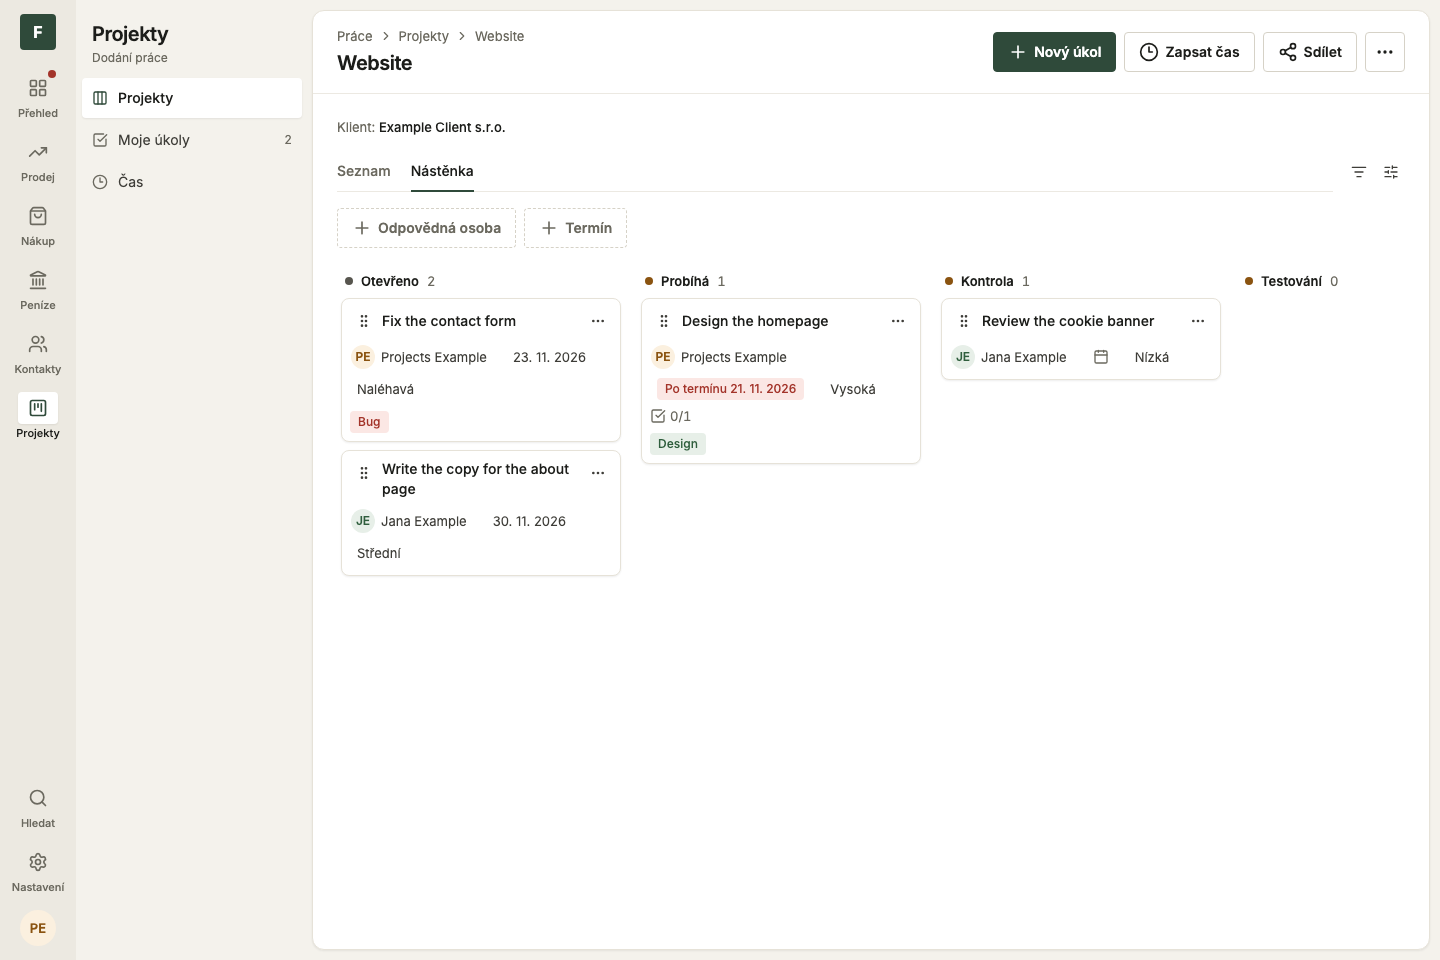 F
Přehled
Prodej
Nákup
Peníze
Kontakty
Projekty
Hledat
Nastavení
PE
Projekty
Dodání práce
Projekty
Moje úkoly 2
Čas
Práce Projekty Website
Website
Nový úkol
Zapsat čas
Sdílet
Klient: Example Client s.r.o.
Seznam Nástěnka
Odpovědná osoba Termín
Otevřeno 2
Fix the contact form
PE Projects Example 23. 11. 2026
Naléhavá
Bug
Write the copy for the about
page
JE Jana Example 30. 11. 2026
Střední
Probíhá 1
Design the homepage
PE Projects Example
Po termínu 21. 11. 2026 Vysoká
0/1
Design
Kontrola 1
Review the cookie banner
JE Jana Example Nízká
Testování 0